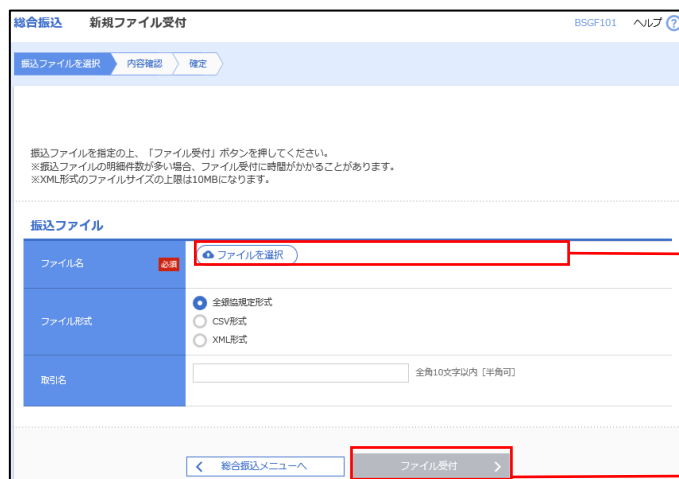 総合振込 新規ファイル受付 BSGF101 ヘルプ ?
振込ファイルを選択 内容確認 確定
振込ファイルを指定の上、「ファイル受付」ボタンを押してください。
※振込ファイルの明細件数が多い場合、ファイル受付に時間がかかることがあります。
※XML形式のファイルサイズの上限は10MBになります。
振込ファイル
ファイル名 必須 ファイルを選択
ファイル形式
全銀協規定形式
CSV形式
XML形式
取引名 全角10文字以内 [半角可]
総合振込メニューへ ファイル受付